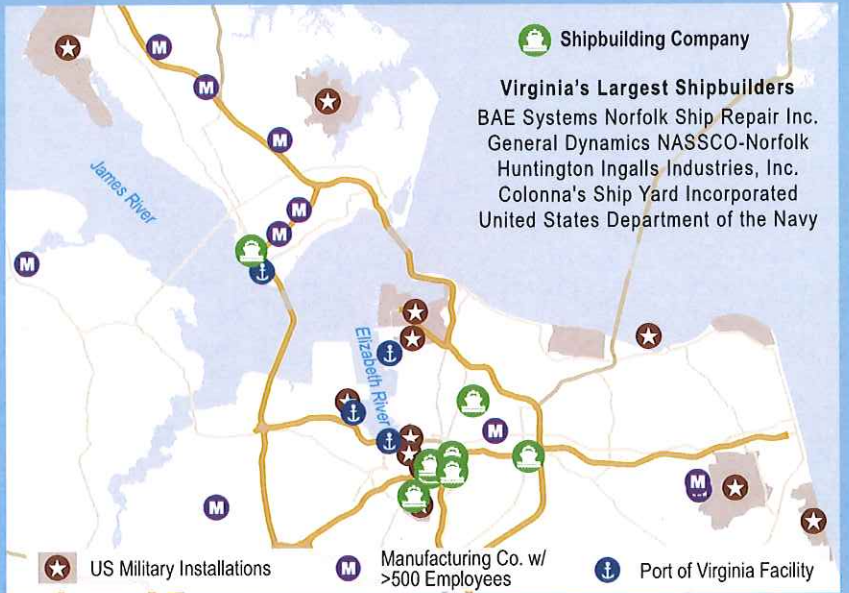 Shipbuilding Company
Virginia's Largest Shipbuilders
BAE Systems Norfolk Ship Repair Inc.
General Dynamics NASSCO-Norfolk
Huntington Ingalls Industries, Inc.
Colonna's Ship Yard Incorporated
United States Department of the Navy
M
M
M
James River
M
M
M
Elizabeth River
M
M
M
US Military Installations
M
Manufacturing Co. w/
>500 Employees
Port of Virginia Facility